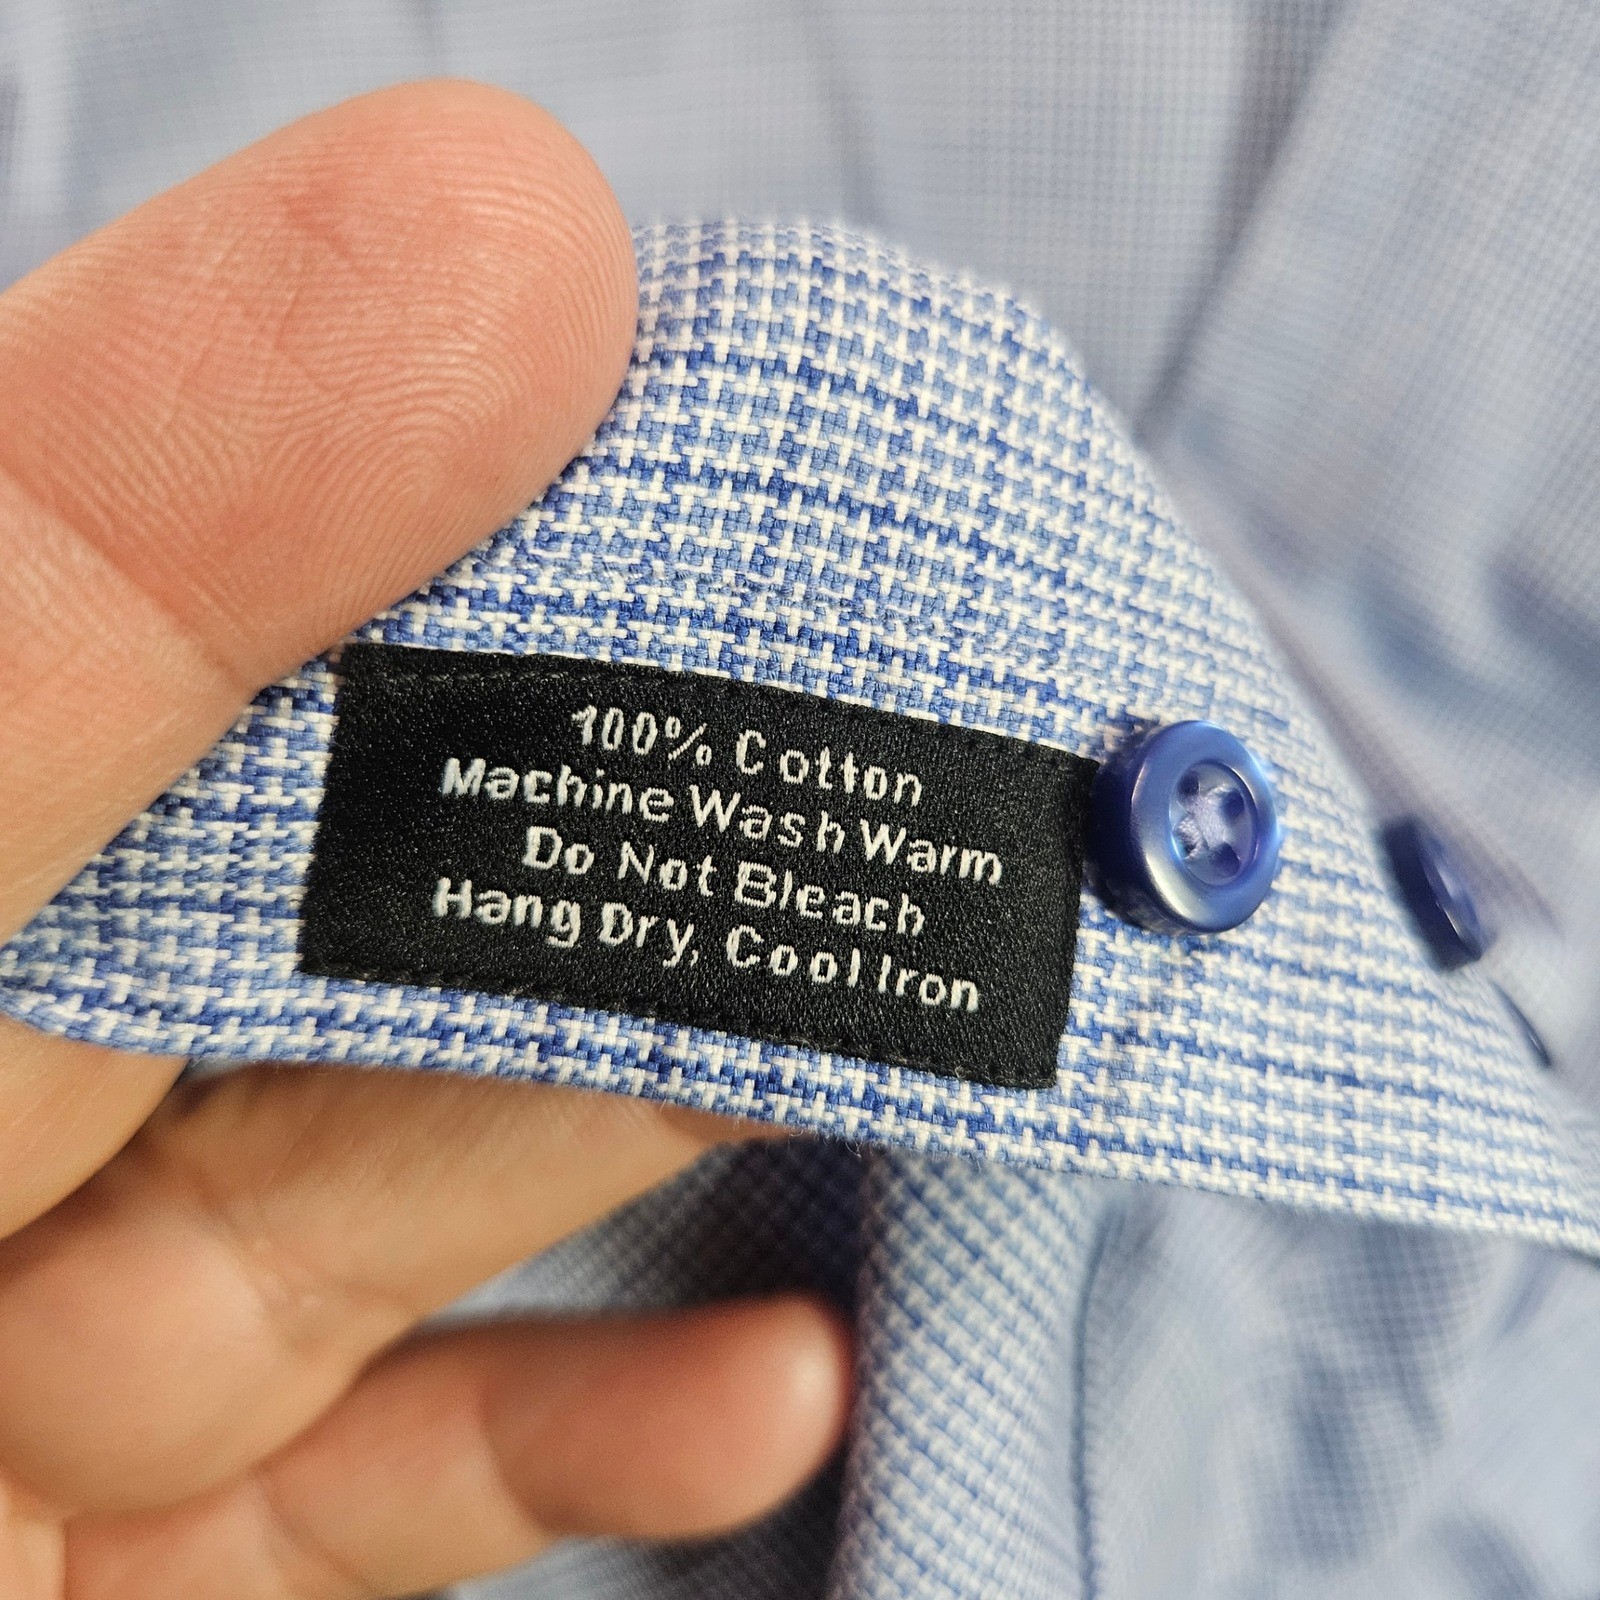 100% Cotton
Machine Wash Warm
Do Not Bleach
Hang Dry, Cool Iron